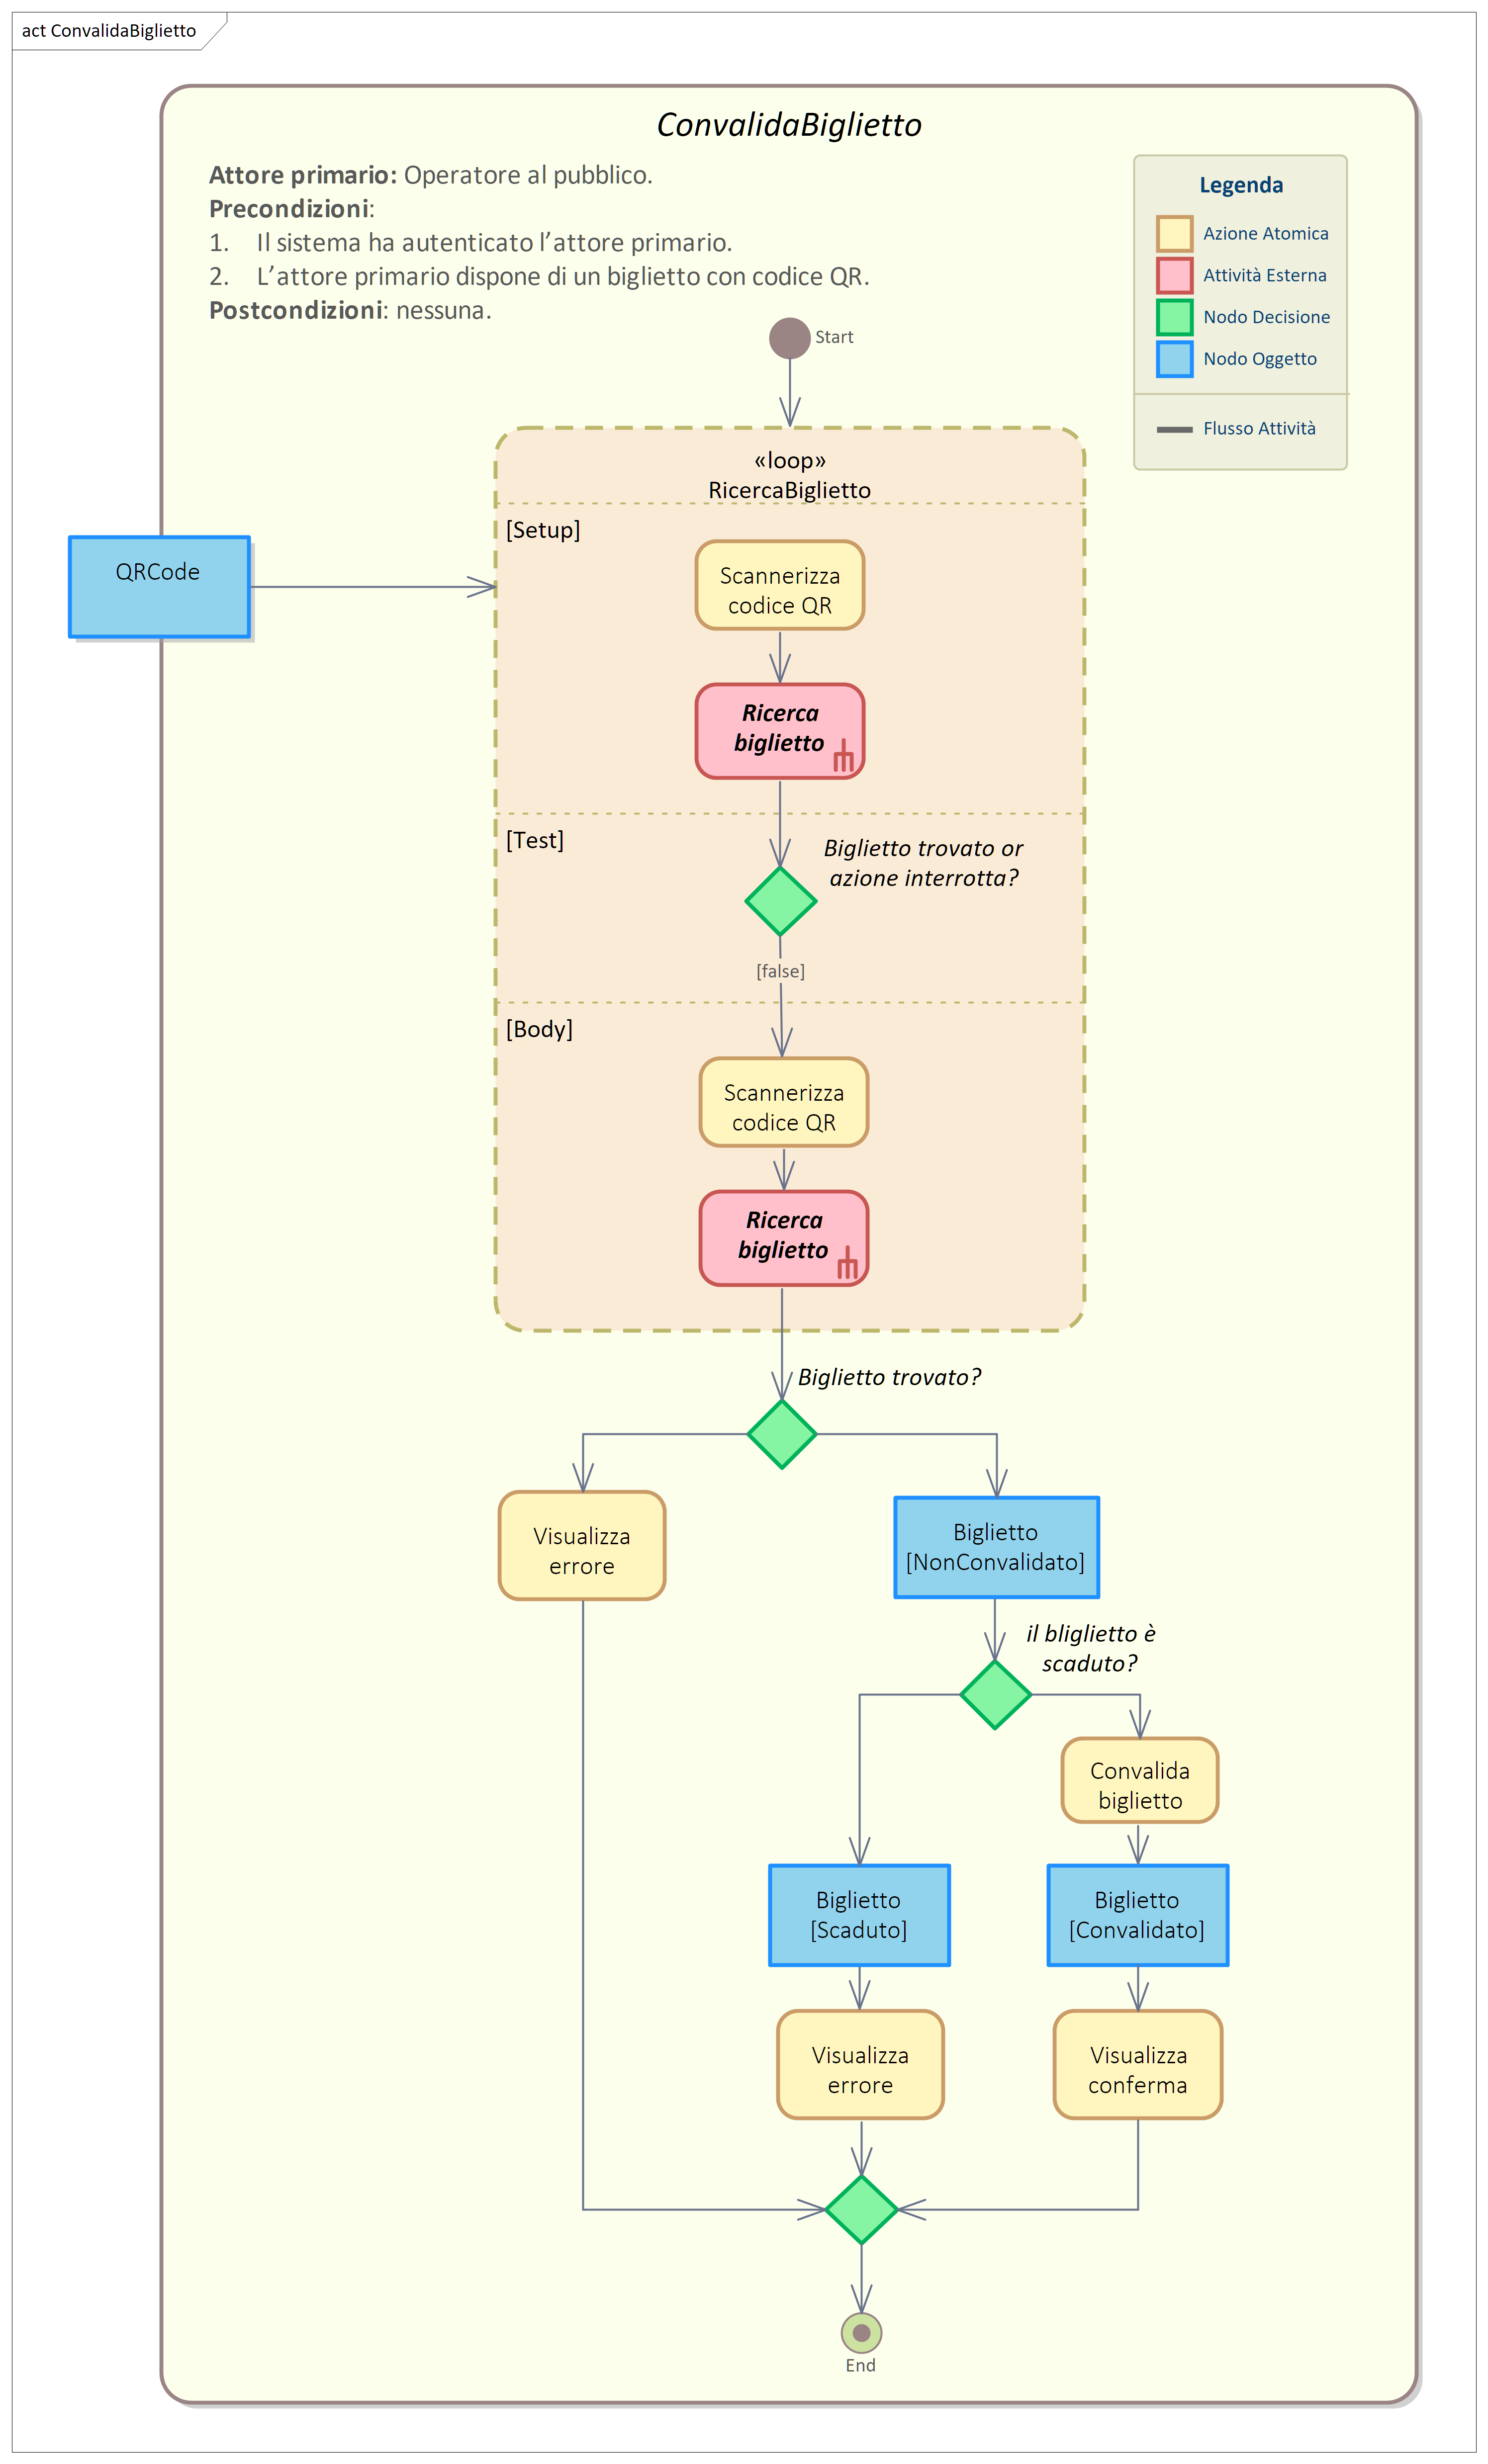 act ConvalidaBiglietto
ConvalidaBiglietto
Attore primario: Operatore al pubblico.
Precondizioni:
1. Il sistema ha autenticato l’attore primario.
2. L’attore primario dispone di un biglietto con codice QR.
Postcondizioni: nessuna.
Legenda
Azione Atomica
Attività Esterna
Nodo Decisione
Nodo Oggetto
Flusso Attività
Start
«loop»
RicercaBiglietto
[Setup]
QRCode
Scannerizza
codice QR
Ricerca
biglietto
[Test]
Biglietto trovato or
azione interrotta?
[false]
[Body]
Scannerizza
codice QR
Ricerca
biglietto
Biglietto trovato?
Visualizza
errore
Biglietto
[NonConvalidato]
il bliglietto è
scaduto?
Convalida
biglietto
Biglietto
[Scaduto]
Biglietto
[Convalidato]
Visualizza
errore
Visualizza
conferma
End